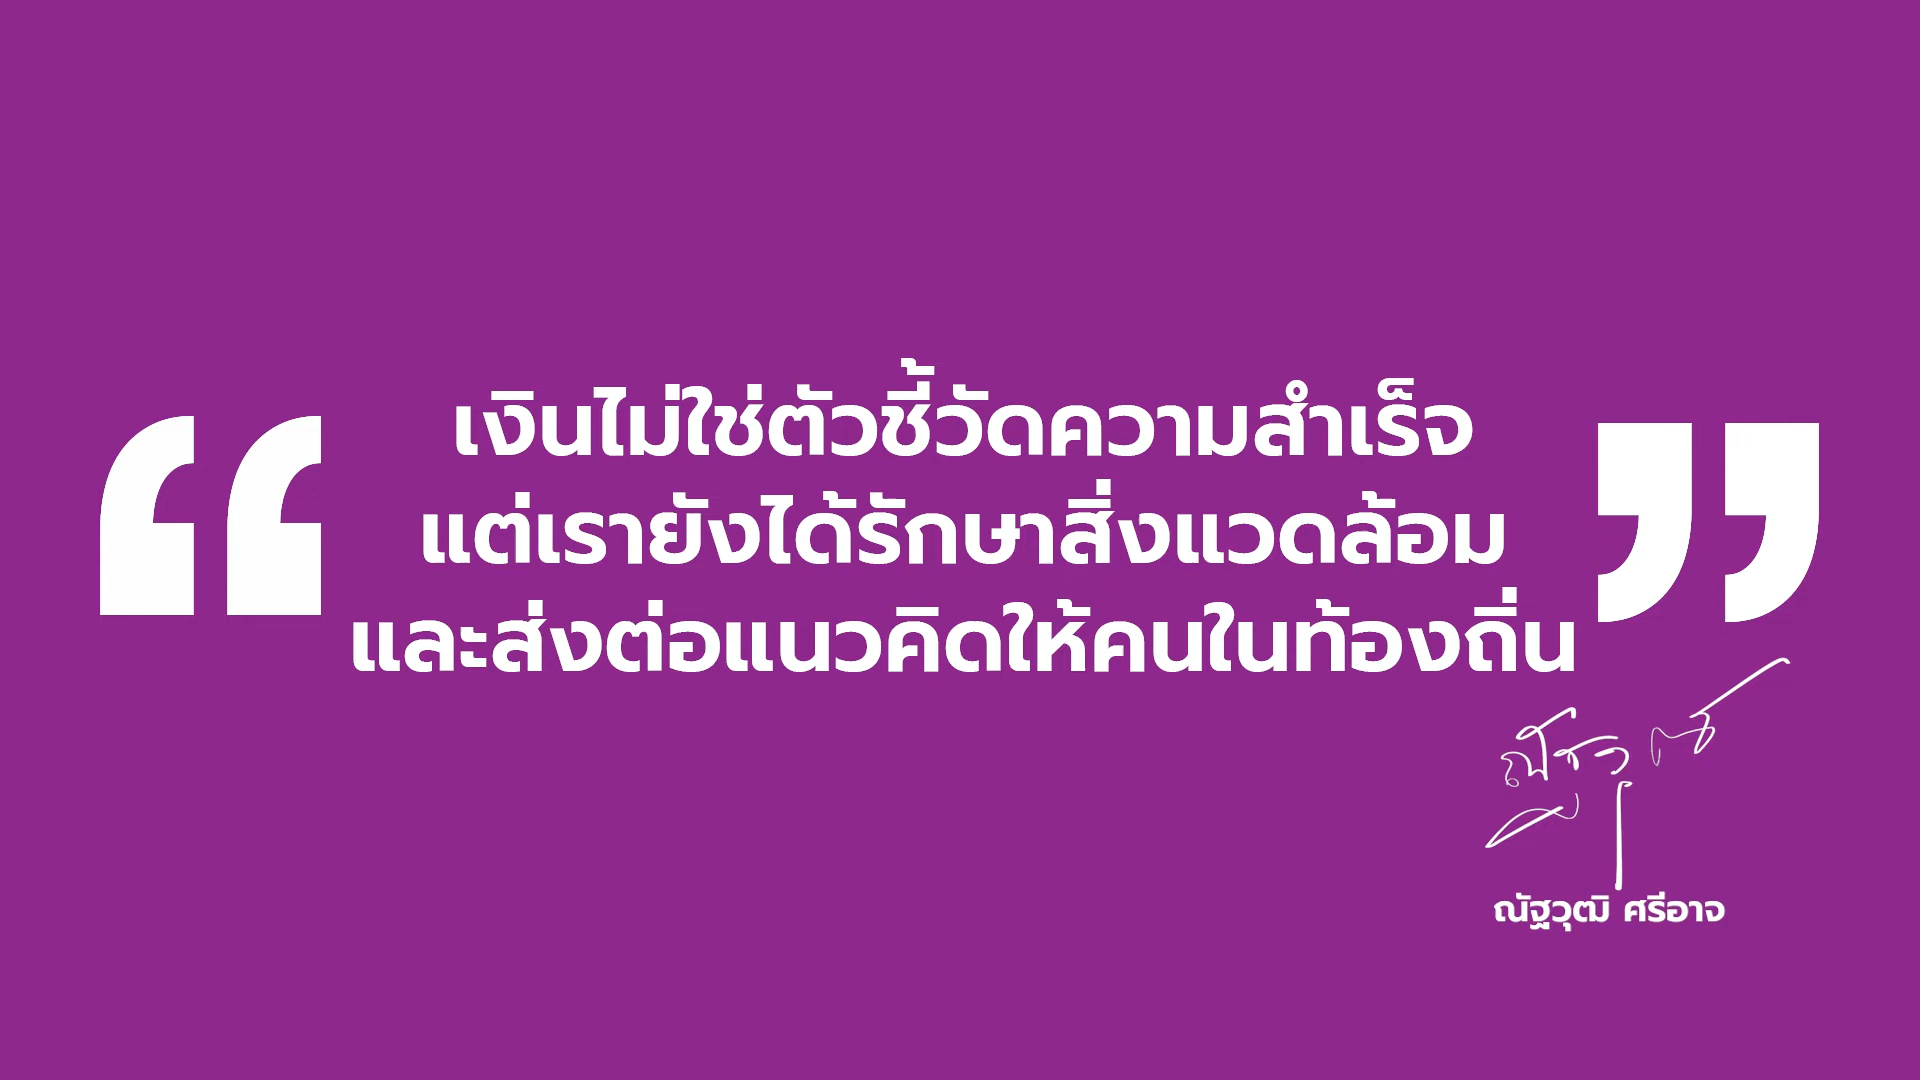 “ เงินไม่ใช่ตัวชี้วัดความสำเร็จ
แต่เรายังได้รักษาสิ่งแวดล้อม
และส่งต่อแนวคิดให้คนในท้องถิ่น ”
ณัฐวุฒิ ศรีอาจ